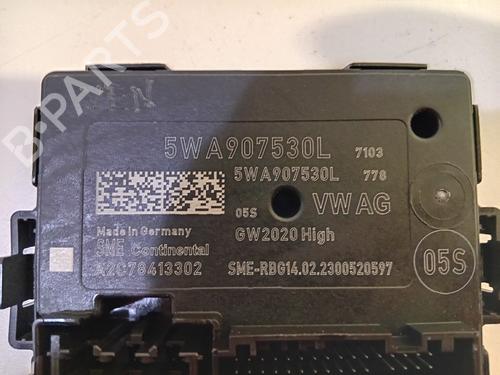 B-PARTS
5WA907530L 7103
5WA907530L 778
05S VW AG
Made in Germany GW2020 High
SME Continental
A2C78413302 SME-RBG14.02.2300520597
05S